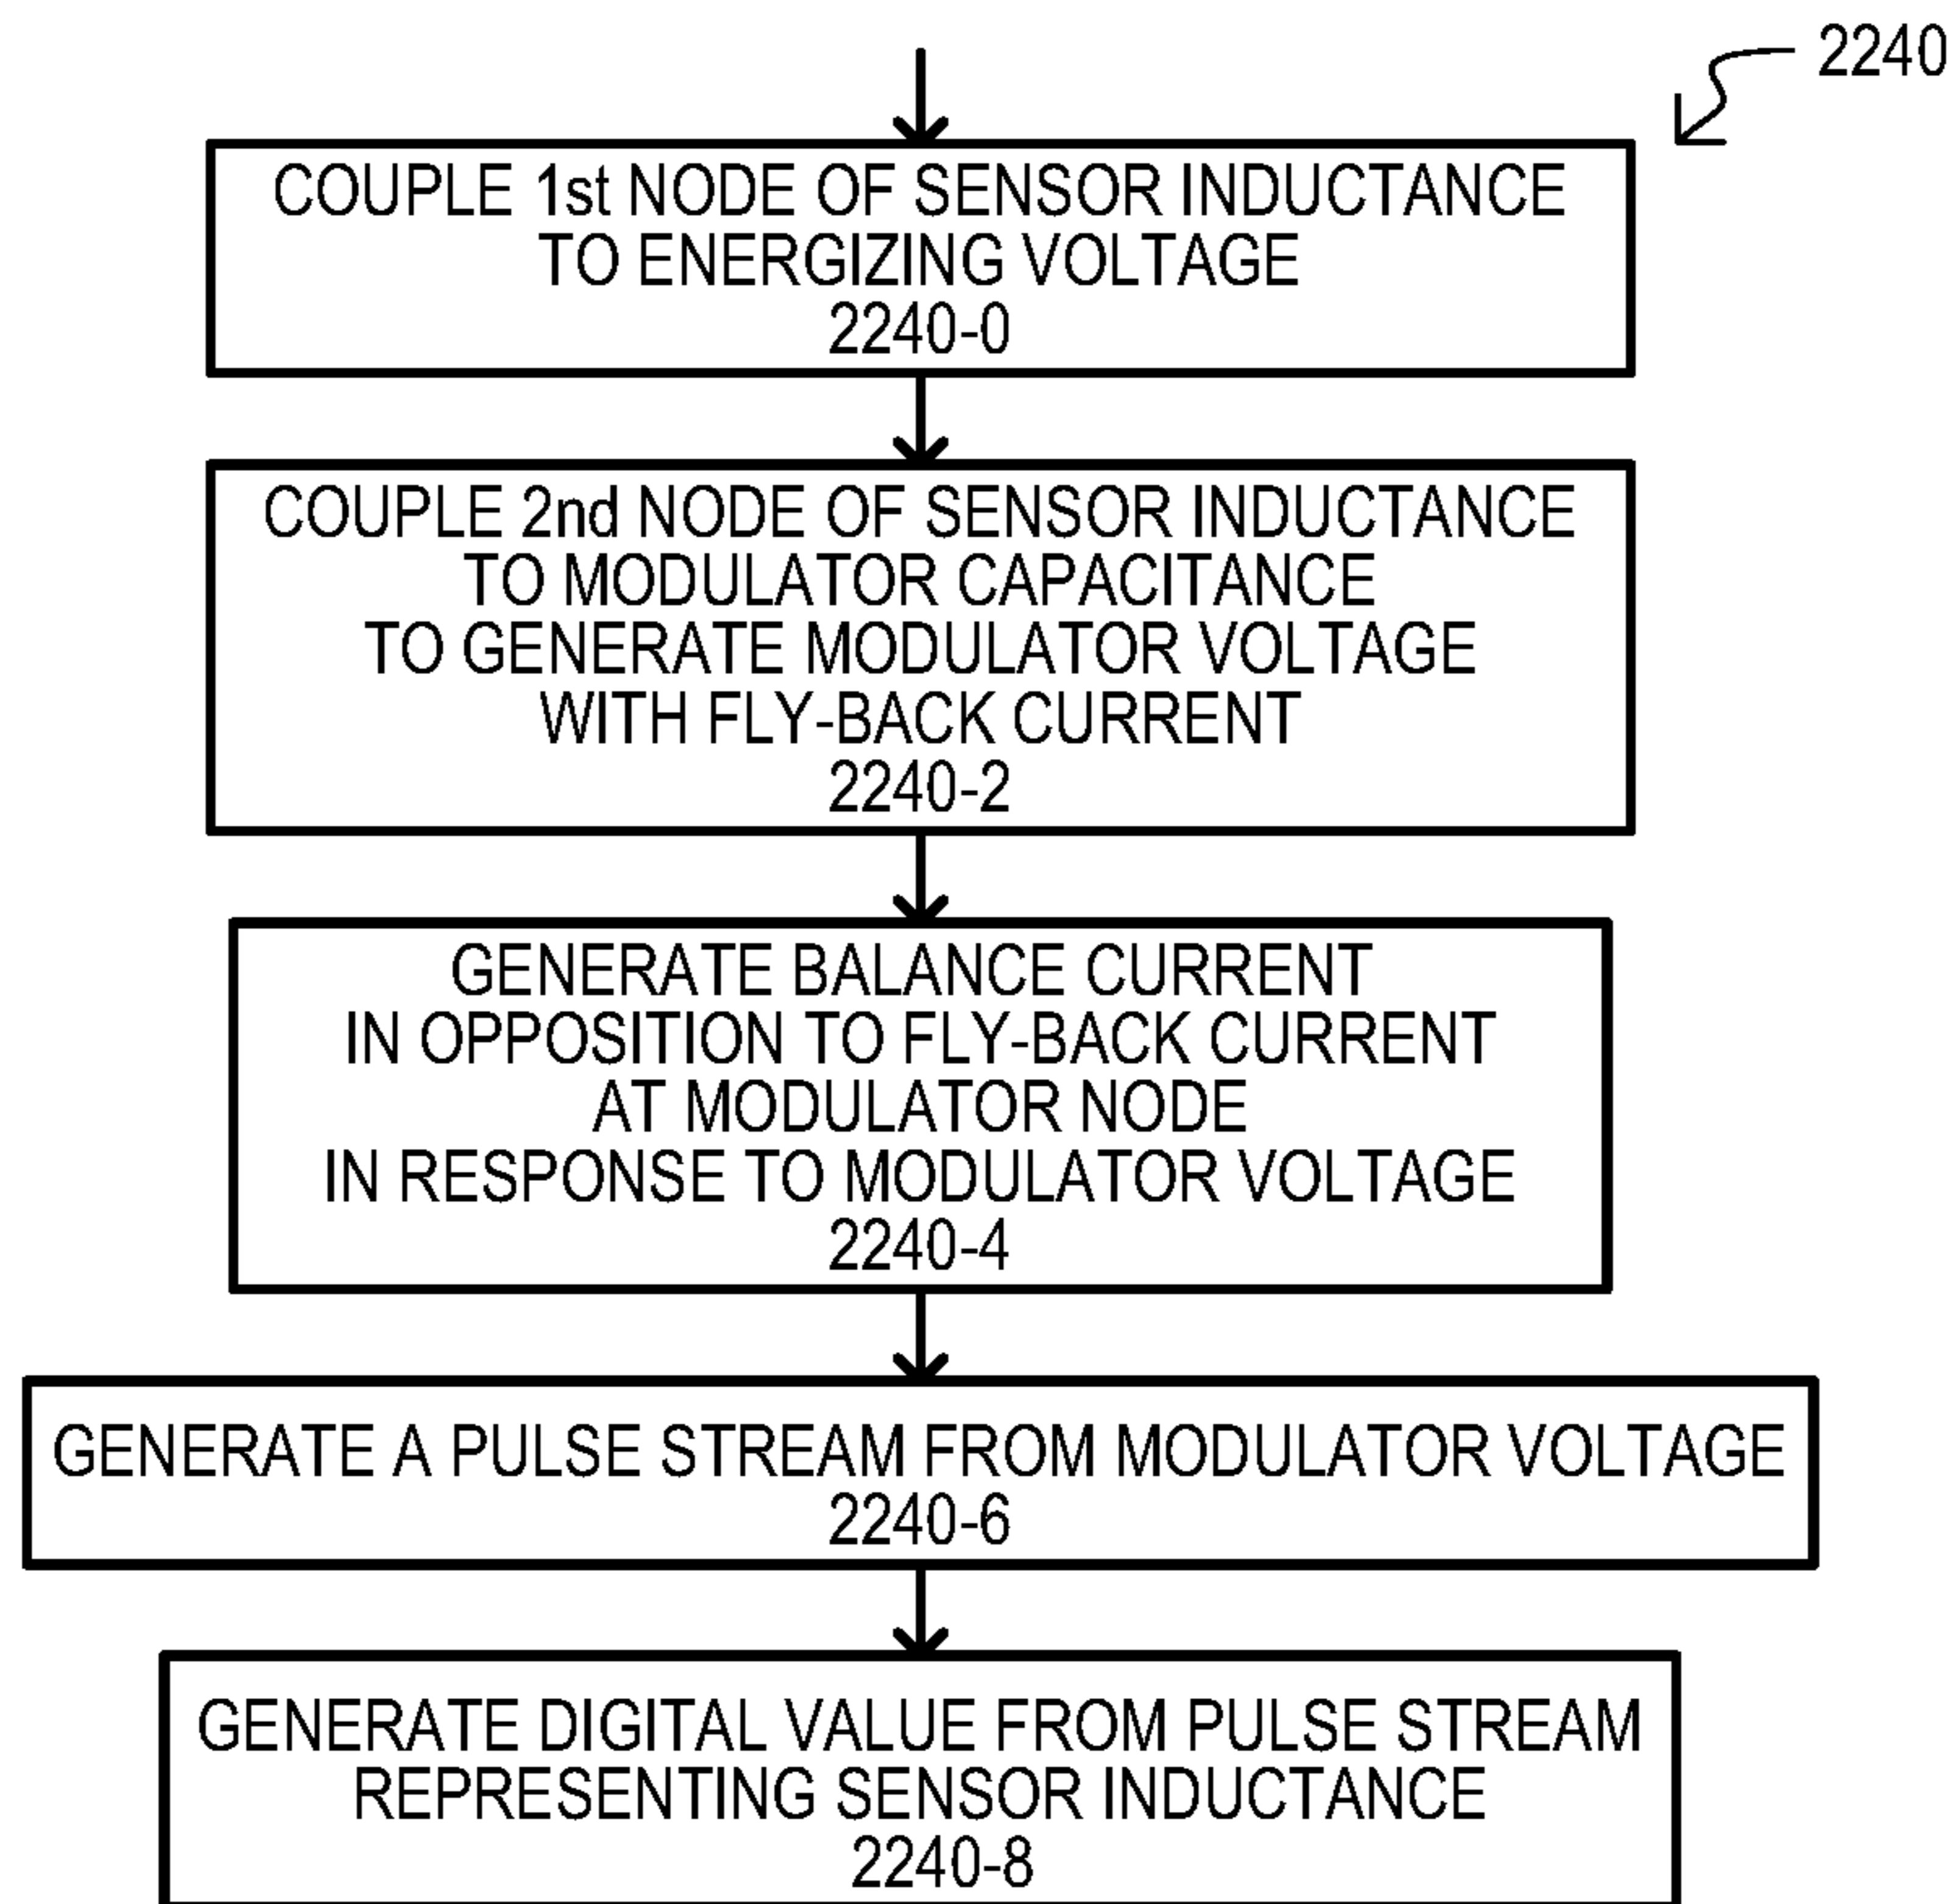 2240
COUPLE 1st NODE OF SENSOR INDUCTANCE
TO ENERGIZING VOLTAGE
2240-0
COUPLE 2nd NODE OF SENSOR INDUCTANCE
TO MODULATOR CAPACITANCE
TO GENERATE MODULATOR VOLTAGE
WITH FLY-BACK CURRENT
2240-2
GENERATE BALANCE CURRENT
IN OPPOSITION TO FLY-BACK CURRENT
AT MODULATOR NODE
IN RESPONSE TO MODULATOR VOLTAGE
2240-4
GENERATE A PULSE STREAM FROM MODULATOR VOLTAGE
2240-6
GENERATE DIGITAL VALUE FROM PULSE STREAM
REPRESENTING SENSOR INDUCTANCE
2240-8